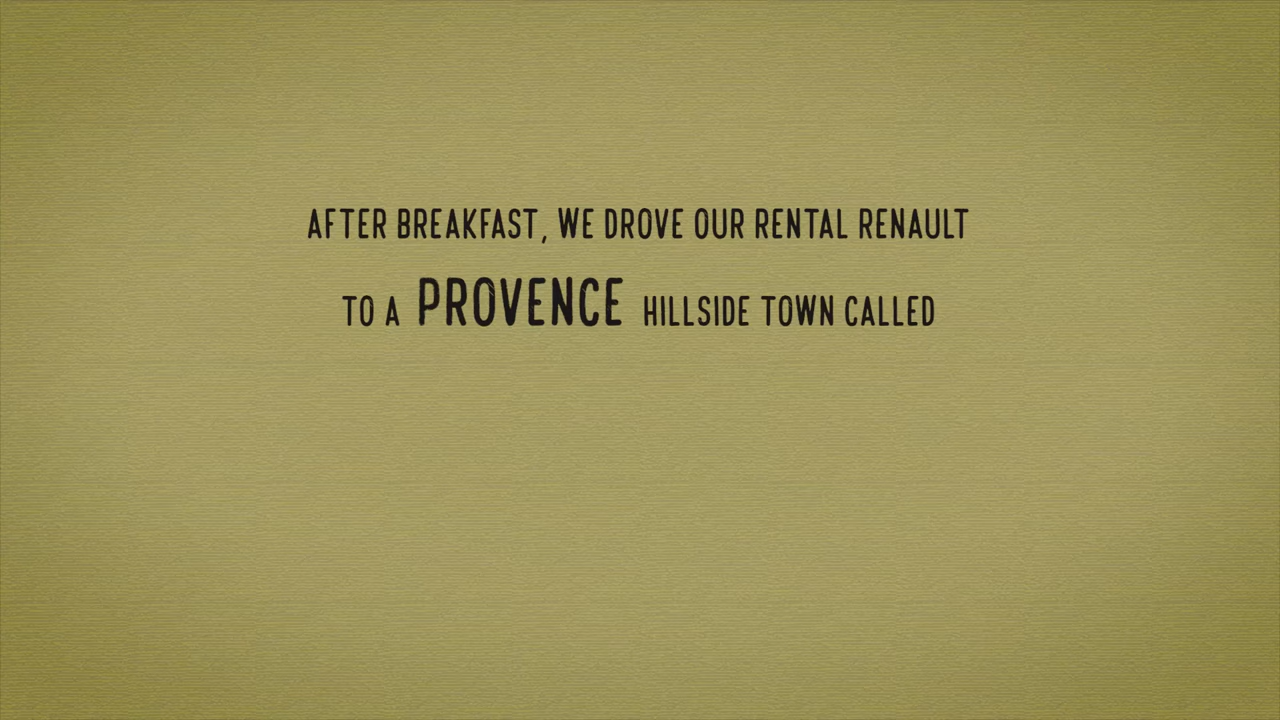 AFTER BREAKFAST, WE DROVE OUR RENTAL RENAULT
TO A PROVENCE HILLSIDE TOWN CALLED